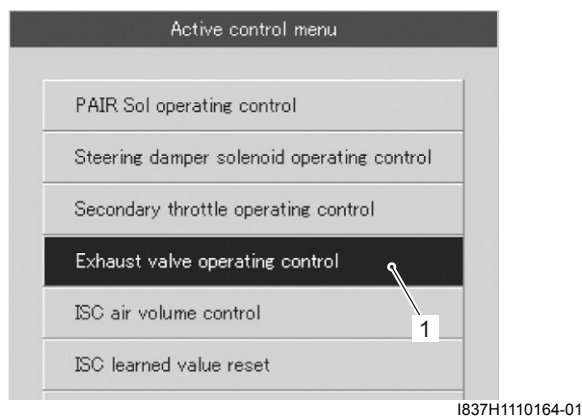 Active control menu
PAIR Sol operating control
Steering damper solenoid operating control
Secondary throttle operating control
Exhaust valve operating control
1
ISC air volume control
ISC learned value reset
I837H1110164-01